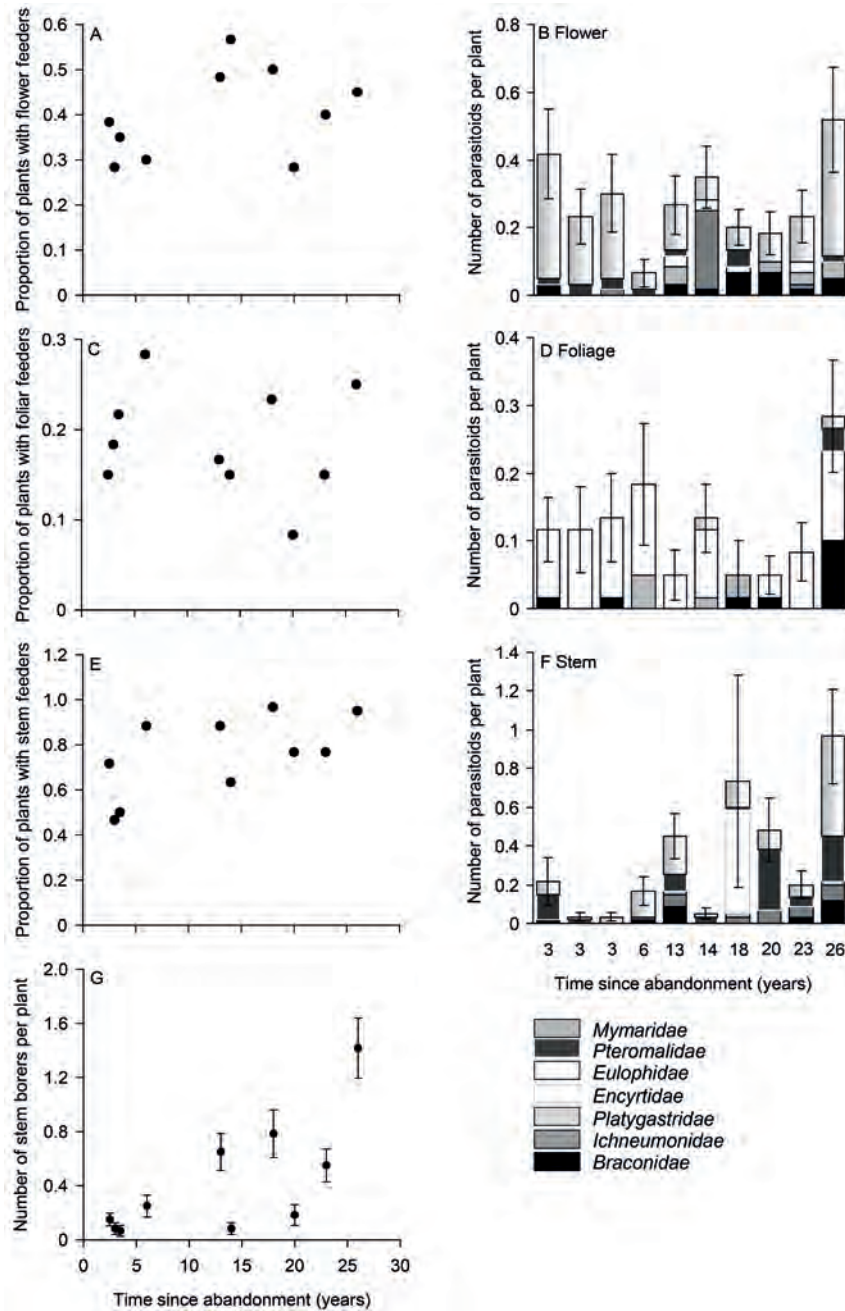 Proportion of plants with flower feeders
A
0.6
0.5
0.4
0.3
0.2
0.1
0
Number of parasitoids per plant
B Flower
0.8
0.6
0.4
0.2
0
Proportion of plants with foliar feeders
C
0.3
0.2
0.1
0
Number of parasitoids per plant
D Foliage
0.4
0.3
0.2
0.1
0
Proportion of plants with stem feeders
E
1.2
1.0
0.8
0.6
0.4
0.2
0
Number of parasitoids per plant
F Stem
1.4
1.2
1
0.8
0.6
0.4
0.2
0
3 3 3 6 13 14 18 20 23 26
Time since abandonment (years)
Number of stem borers per plant
G
2.0
1.6
1.2
0.8
0.4
0
0 5 10 15 20 25 30
Time since abandonment (years)
Mymaridae
Pteromalidae
Eulophidae
Encyrtidae
Platygastridae
Ichneumonidae
Braconidae